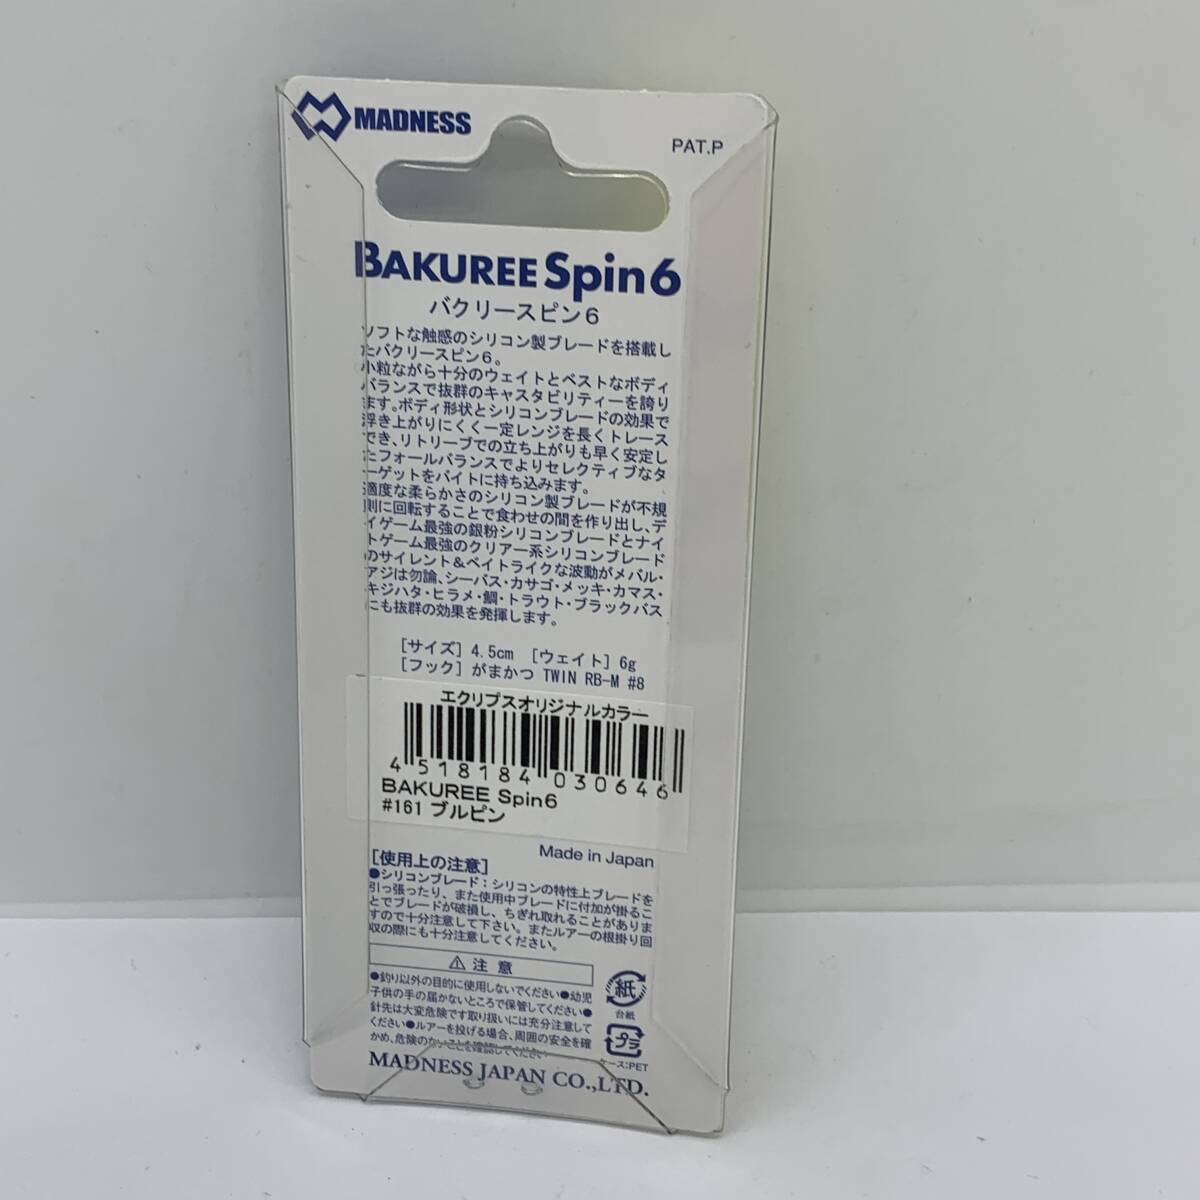 MADNESS
PAT.P
BAKUREE Spin6
バクリースピン6
ソフトな触感のシリコン製ブレードを搭載し
たバクリースピン6。
小粒ながら十分のウェイトとベストなボディ
バランスで抜群のキャスタビリティーを誇り
ます。ボディ形状とシリコンブレードの効果で
浮き上がりにくく一定レンジを長くトレース
でき、リトリーブでの立ち上がりも早く安定し
たフォールバランスでよりセレクティブなタ
ーゲットをバイトに持ち込みます。
適度な柔らかさのシリコン製ブレードが不規
則に回転することで食わせの間を作り出し、デ
イゲーム最強の銀粉シリコンブレードとナイ
トゲーム最強のクリアー系シリコンブレード
のサイレント&ベイトライクな波動がメバル・
アジは勿論、シーバス・カサゴ・メッキ・カマス・
キジハタ・ヒラメ・鯛・トラウト・ブラックバス
にも抜群の効果を発揮します。
[サイズ] 4.5cm [ウェイト] 6g
[フック] がまかつ TWIN RB-M #8
エクリプスオリジナルカラー
4 518184 030646
BAKUREE Spin6
#161 ブルピン
Made in Japan
[使用上の注意]
●シリコンブレード：シリコンの特性上ブレードを
引っ張ったり、また使用中ブレードに付加が掛るこ
とでブレードが破損し、ちぎれ取れることがありま
すので十分注意して下さい。またルアーの根掛り回
収の際にも十分注意してください。
⚠ 注意
●釣り以外の目的に使用しないでください●幼児
子供の手の届かないところで保管してください●
針先は大変危険です取り扱いには充分注意して
ください●ルアーを投げる場合、周囲の安全を確
かめ、危険のないことを確認してください
紙
台紙
プラ
ケース:PET
MADNESS JAPAN CO.,LTD.